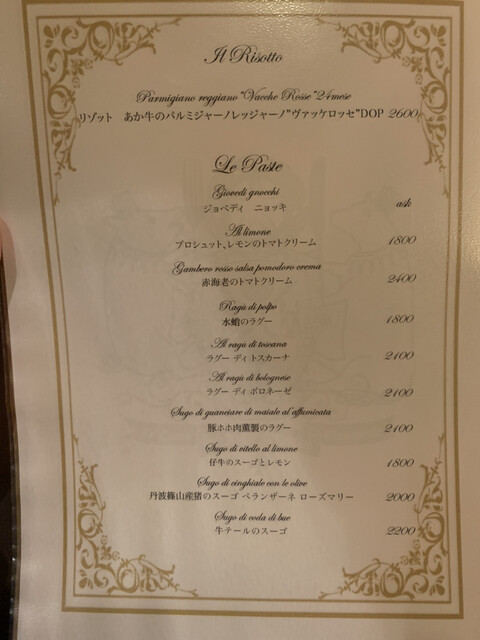 Il Risotto
Parmigiano reggiano "Vacche Rosse" 24mese
リゾット　あか牛のパルミジャーノレッジャーノ"ヴァッケロッセ"DOP 2600
Le Paste
Giovedi gnocchi
ジョベディ　ニョッキ ask
Al limone
プロシュット、レモンのトマトクリーム 1800
Gambero rosso salsa pomodoro crema
赤海老のトマトクリーム 2400
Ragù di polpo
水蛸のラグー 1800
Al ragù di toscana
ラグー ディ トスカーナ 2100
Al ragù di bolognese
ラグー ディ ボロネーゼ 2100
Sugo di guanciare di maiale al affumicata
豚ホホ肉薫製のラグー 2100
Sugo di vitello al limone
仔牛のスーゴとレモン 1800
Sugo di cinghiale con le olive
丹波篠山産猪のスーゴ ペランザーネ ローズマリー 2000
Sugo di coda di bue
牛テールのスーゴ 2200